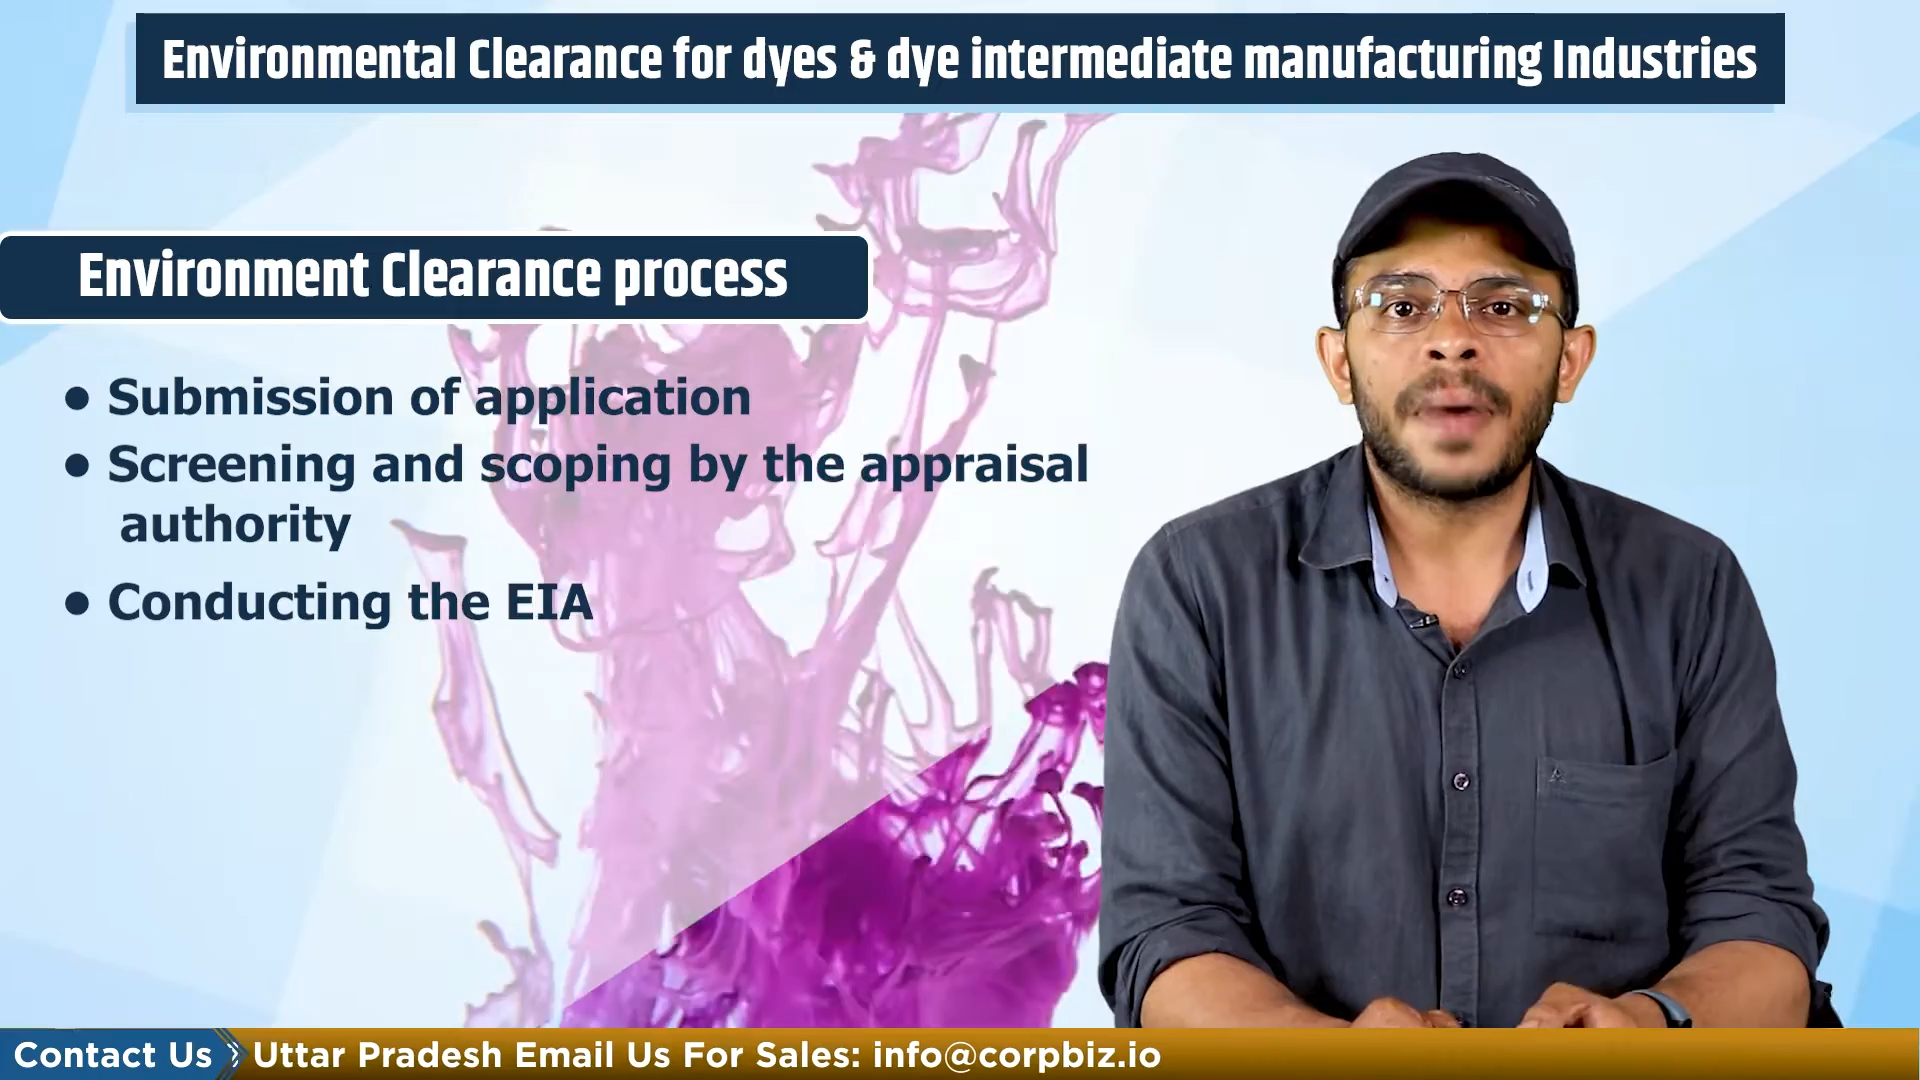 Environmental Clearance for dyes & dye intermediate manufacturing Industries
Environment Clearance process
• Submission of application
• Screening and scoping by the appraisal
authority
• Conducting the EIA
Contact Us
Uttar Pradesh Email Us For Sales: info@corpbiz.io